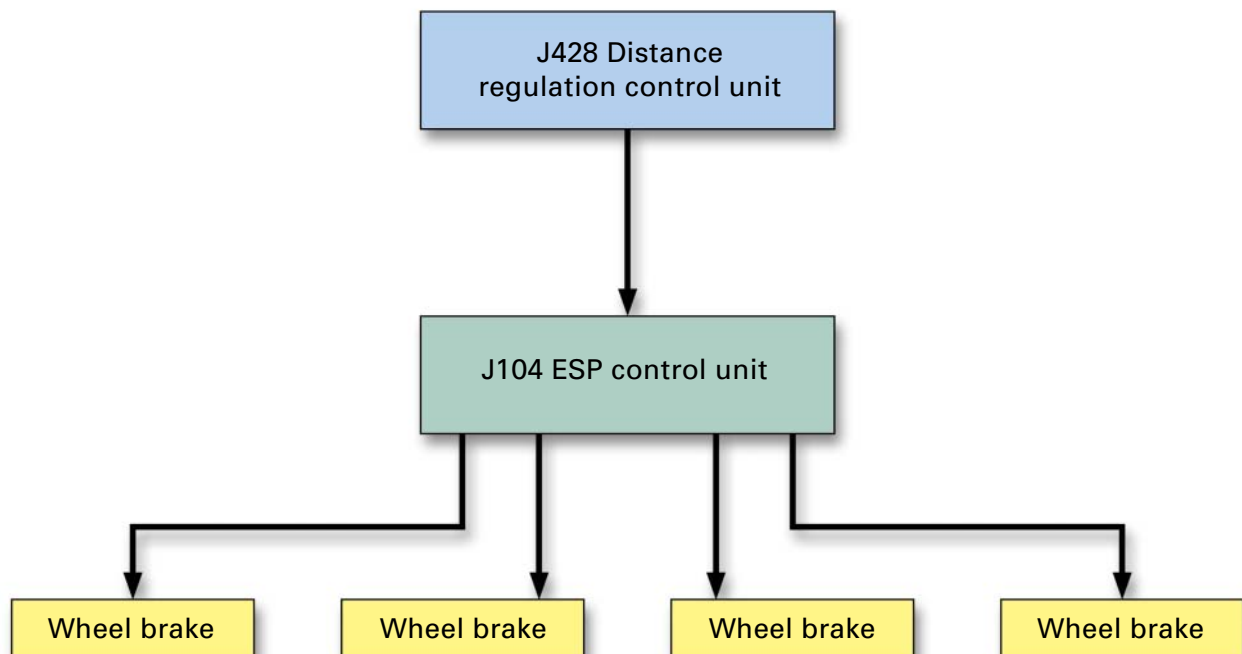 J428 Distance
regulation control unit
J104 ESP control unit
Wheel brake
Wheel brake
Wheel brake
Wheel brake